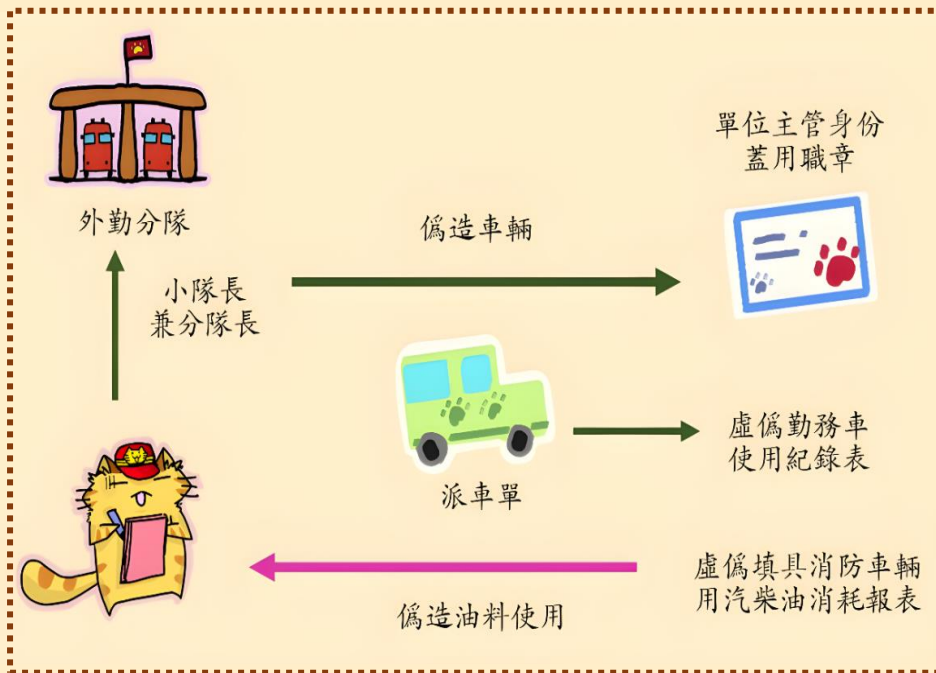 單位主管身份
蓋用職章
外勤分隊
偽造車輛
小隊長
兼分隊長
派車單
虛偽勤務車
使用紀錄表
虛偽填具消防車輛
用汽柴油消耗報表
偽造油料使用